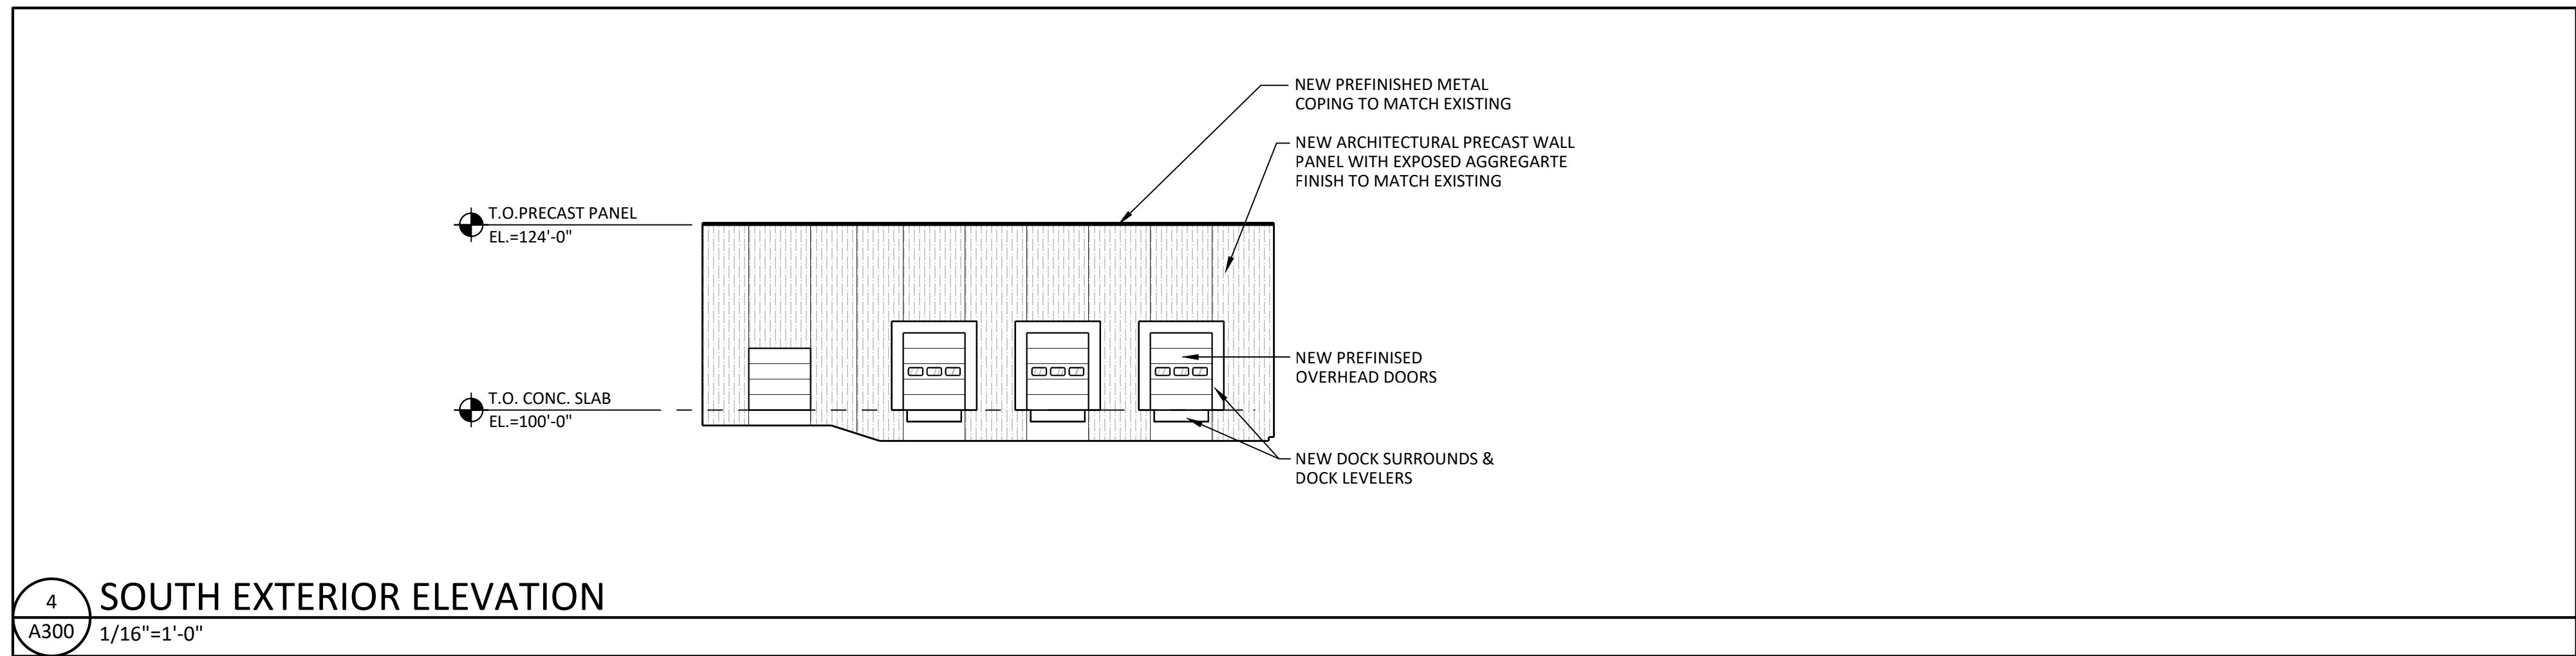 NEW PREFINISHED METAL
COPING TO MATCH EXISTING
NEW ARCHITECTURAL PRECAST WALL
PANEL WITH EXPOSED AGGREGARTE
FINISH TO MATCH EXISTING
T.O.PRECAST PANEL
EL.=124'-0"
NEW PREFINISED
OVERHEAD DOORS
T.O. CONC. SLAB
EL.=100'-0"
NEW DOCK SURROUNDS &
DOCK LEVELERS
4
A300
SOUTH EXTERIOR ELEVATION
1/16"=1'-0"